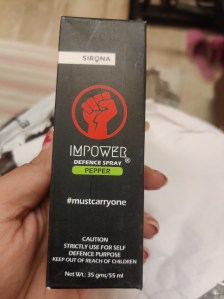 SIRONA
IMPOWER
DEFENCE SPRAY®
PEPPER
#mustcarryone
CAUTION
STRICTLY USE FOR SELF
DEFENCE PURPOSE
KEEP OUT OF REACH OF CHILDREN
Net Wt.: 35 gms/55 ml